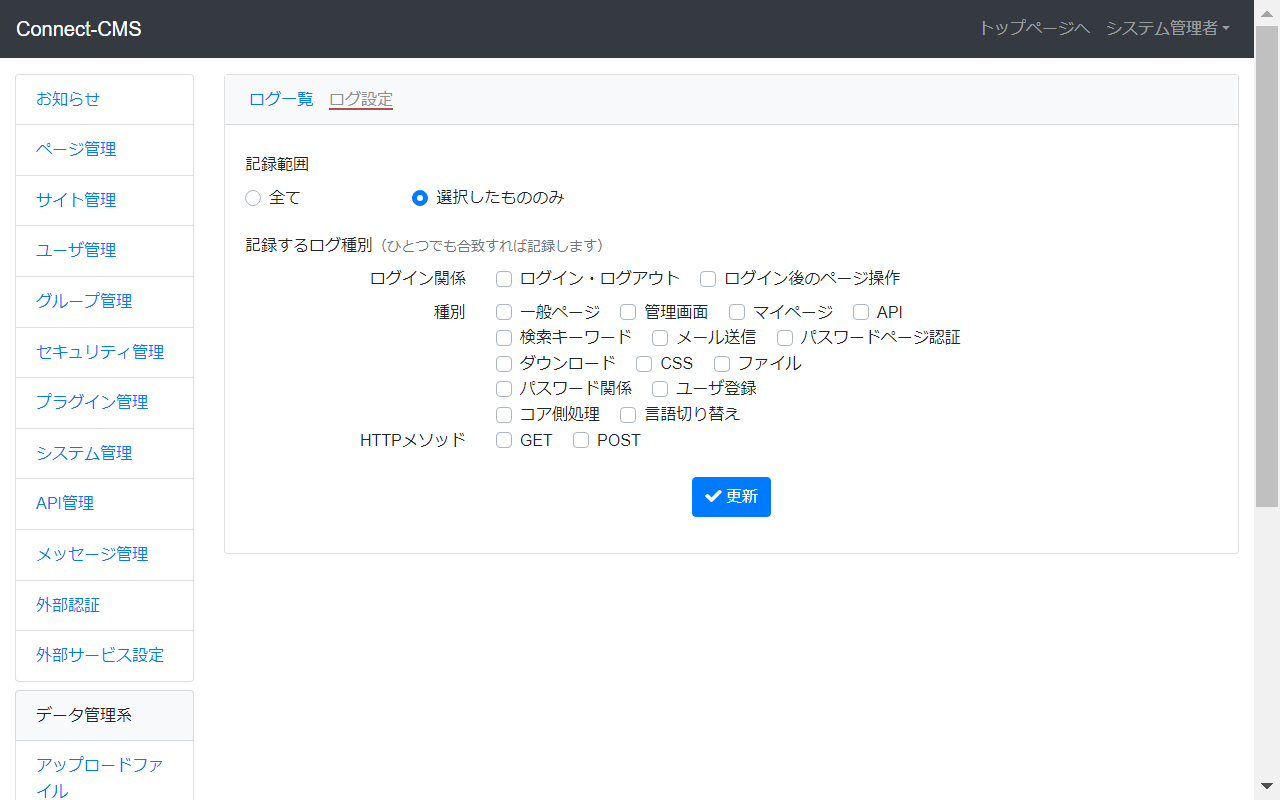 Connect-CMS
トップページへ システム管理者
お知らせ
ページ管理
サイト管理
ユーザ管理
グループ管理
セキュリティ管理
プラグイン管理
システム管理
API管理
メッセージ管理
外部認証
外部サービス設定
データ管理系
アップロードファ
イル
ログ一覧 ログ設定
記録範囲
全て 選択したもののみ
記録するログ種別（ひとつでも合致すれば記録します）
ログイン関係 ログイン・ログアウト ログイン後のページ操作
種別 一般ページ 管理画面 マイページ API
検索キーワード メール送信 パスワードページ認証
ダウンロード CSS ファイル
パスワード関係 ユーザ登録
コア側処理 言語切り替え
HTTPメソッド GET POST
更新